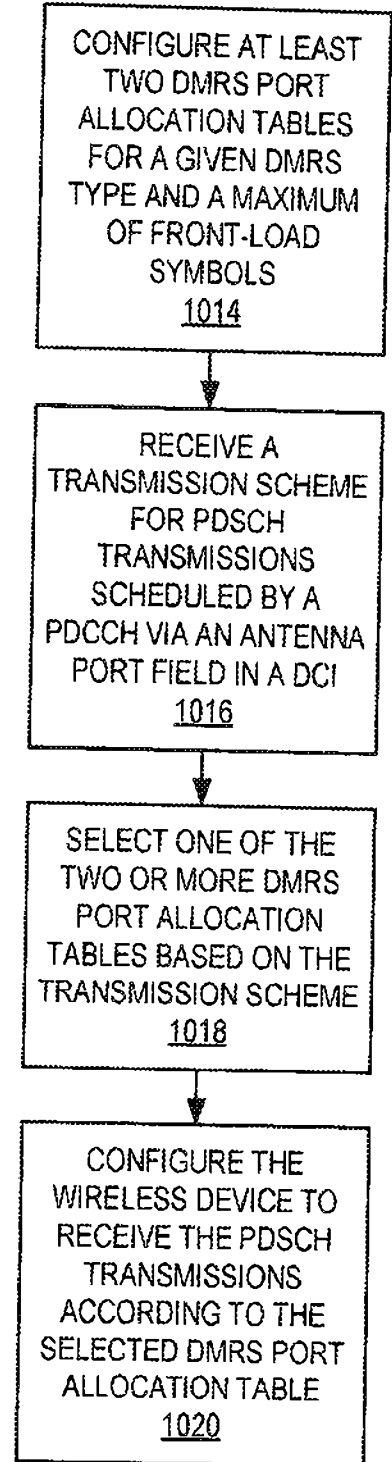 CONFIGURE AT LEAST
TWO DMRS PORT
ALLOCATION TABLES
FOR A GIVEN DMRS
TYPE AND A MAXIMUM
OF FRONT-LOAD
SYMBOLS
1014
RECEIVE A
TRANSMISSION SCHEME
FOR PDSCH
TRANSMISSIONS
SCHEDULED BY A
PDCCH VIA AN ANTENNA
PORT FIELD IN A DCI
1016
SELECT ONE OF THE
TWO OR MORE DMRS
PORT ALLOCATION
TABLES BASED ON THE
TRANSMISSION SCHEME
1018
CONFIGURE THE
WIRELESS DEVICE TO
RECEIVE THE PDSCH
TRANSMISSIONS
ACCORDING TO THE
SELECTED DMRS PORT
ALLOCATION TABLE
1020